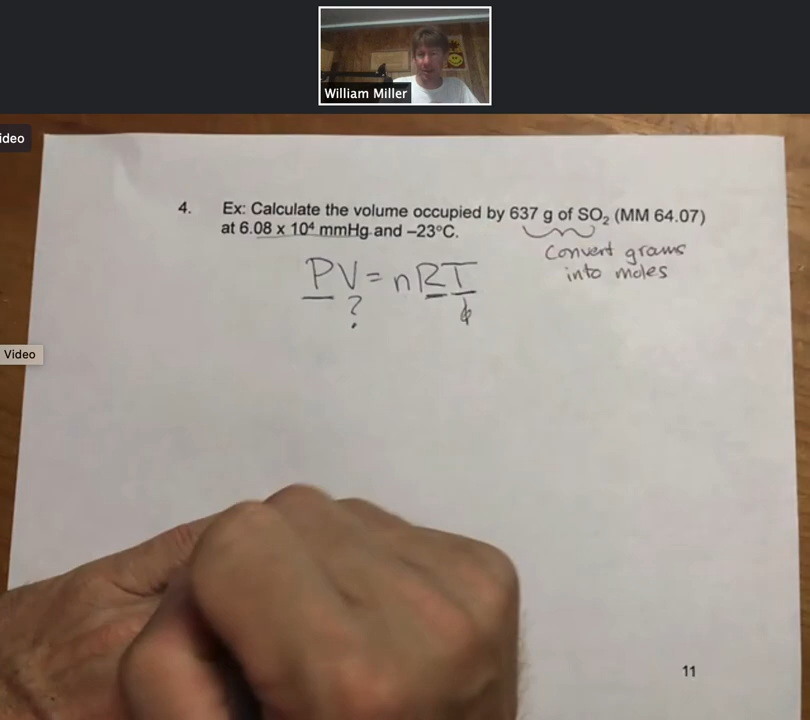 William Miller
ideo
4. Ex: Calculate the volume occupied by 637 g of SO₂ (MM 64.07)
at 6.08 x 10⁴ mmHg and –23°C.
Convert grams
into moles
PV = nRT
?
Video
11